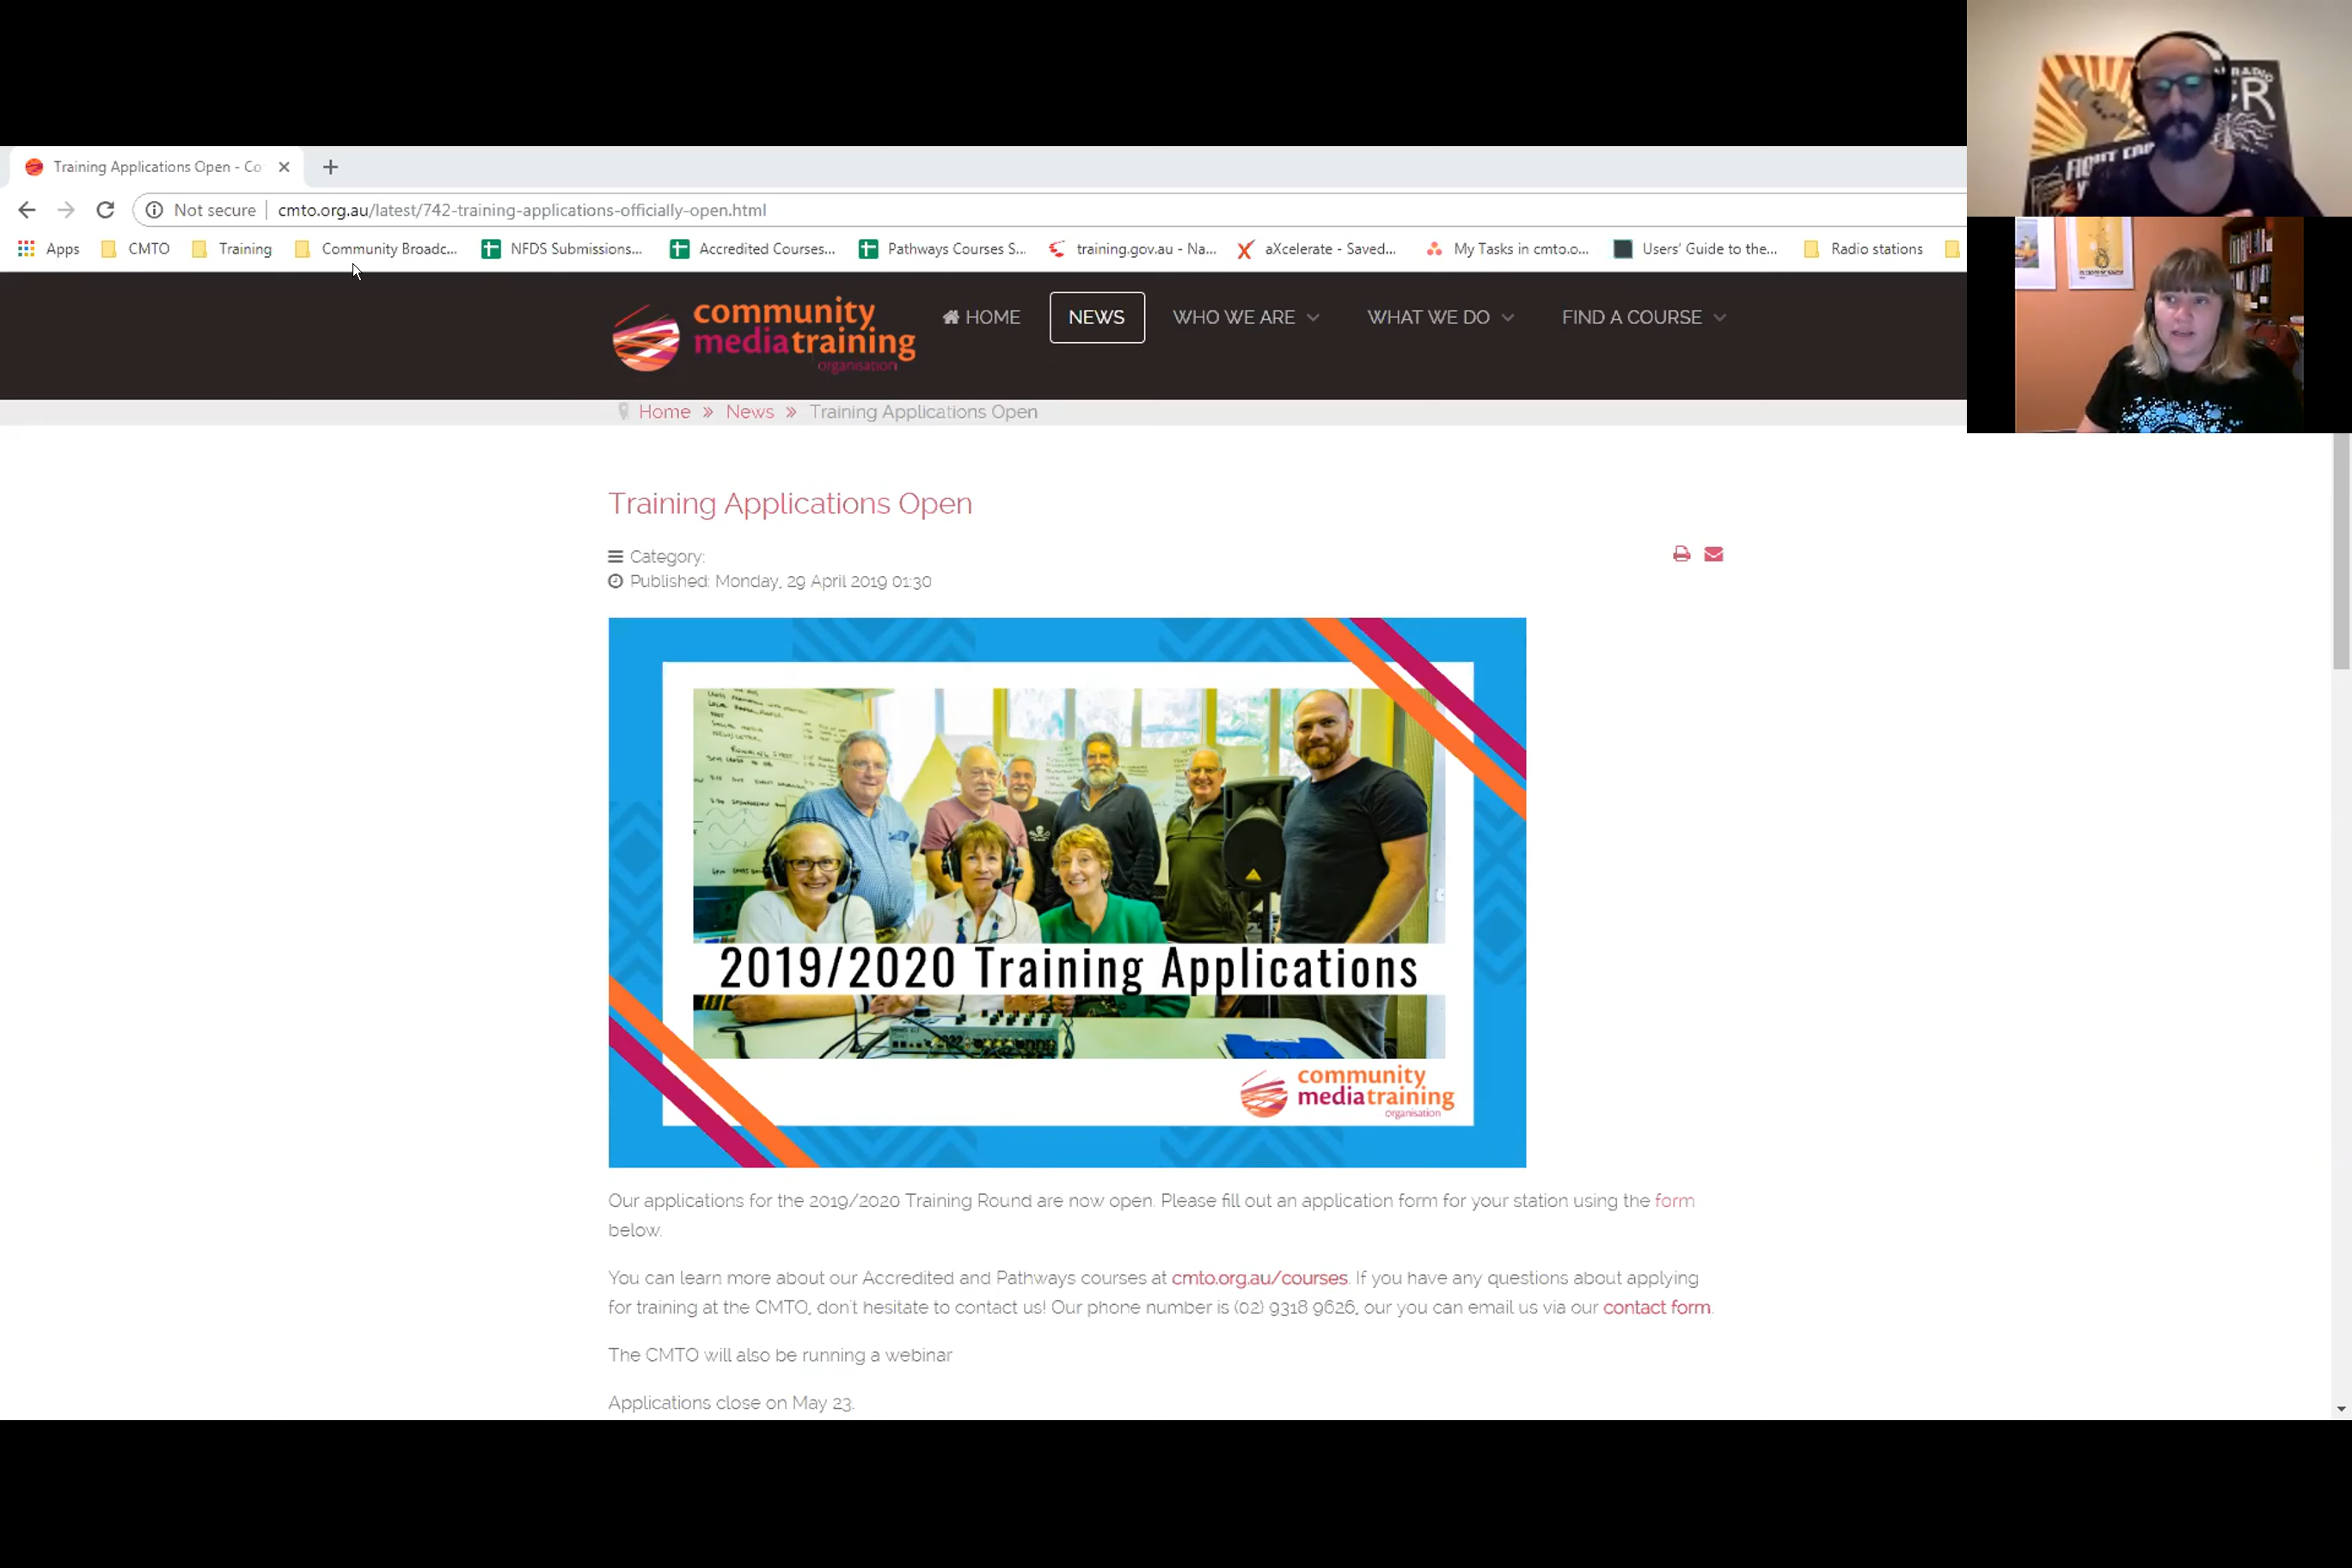 Training Applications Open - Co
Not secure | cmto.org.au/latest/742-training-applications-officially-open.html
Apps CMTO Training Community Broadc... NFDS Submissions... Accredited Courses... Pathways Courses S... training.gov.au - Na... aXcelerate - Saved... My Tasks in cmto.o... Users' Guide to the... Radio stations
community
mediatraining
organisation
HOME NEWS WHO WE ARE WHAT WE DO FIND A COURSE
Home » News » Training Applications Open
Training Applications Open
Category:
Published: Monday, 29 April 2019 01:30
2019/2020 Training Applications
community
mediatraining
organisation
Our applications for the 2019/2020 Training Round are now open. Please fill out an application form for your station using the form
below.
You can learn more about our Accredited and Pathways courses at cmto.org.au/courses. If you have any questions about applying
for training at the CMTO, don't hesitate to contact us! Our phone number is (02) 9318 9626, our you can email us via our contact form.
The CMTO will also be running a webinar
Applications close on May 23.